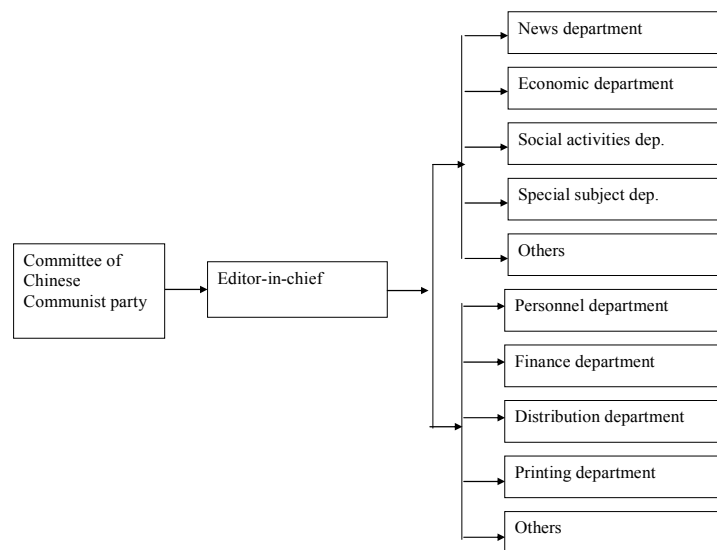 News department
Economic department
Social activities dep.
Special subject dep.
Others
Committee of
Chinese
Communist party
Editor-in-chief
Personnel department
Finance department
Distribution department
Printing department
Others